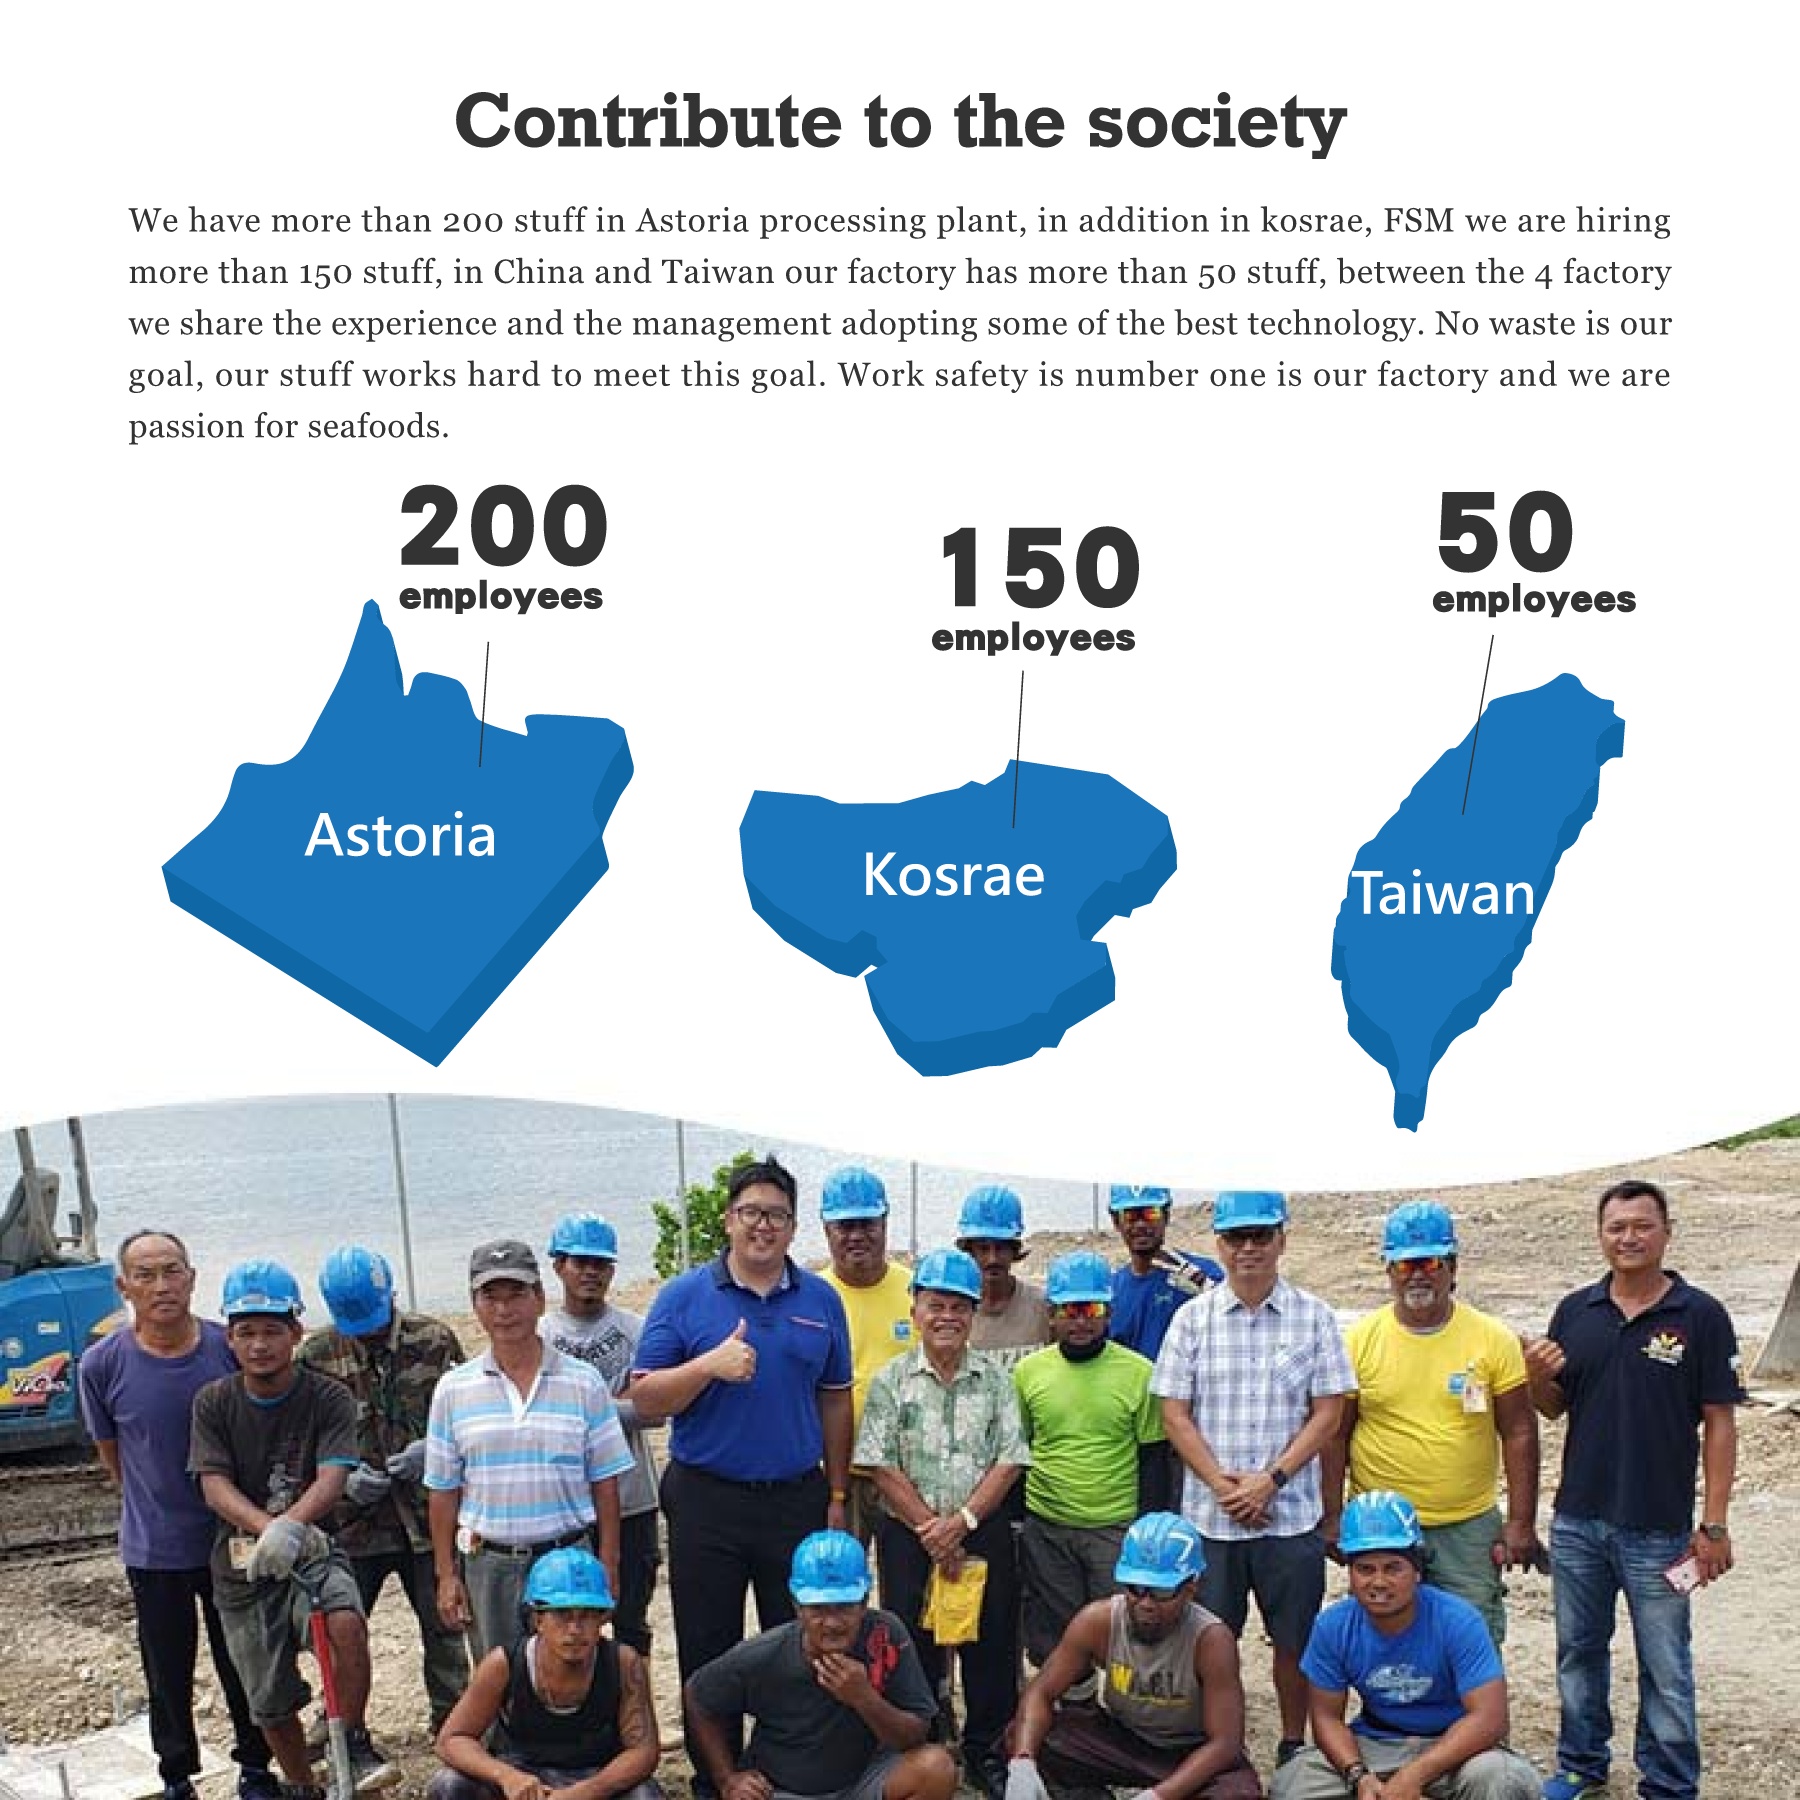 Contribute to the society
We have more than 200 stuff in Astoria processing plant, in addition in kosrae, FSM we are hiring
more than 150 stuff, in China and Taiwan our factory has more than 50 stuff, between the 4 factory
we share the experience and the management adopting some of the best technology. No waste is our
goal, our stuff works hard to meet this goal. Work safety is number one is our factory and we are
passion for seafoods.
200
employees
150
employees
50
employees
Astoria
Kosrae
Taiwan